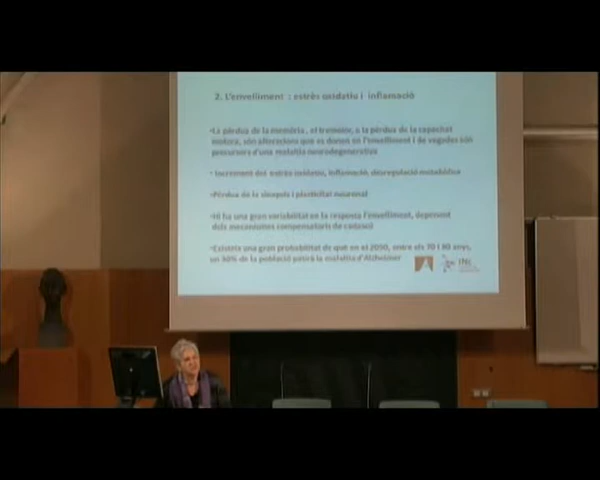 2. L'envelliment : estrès oxidatiu i inflamació
•La pèrdua de la memòria , el tremolor, o la pèrdua de la capacitat
motora, són alteracions que es donen en l'envelliment i de vegades són
precursors d'una malaltia neurodegenerativa
• Increment del estrès oxidatiu, inflamació, desregulació metabòlica
•Pèrdua de la sinapsis i plasticitat neuronal
•Hi ha una gran variabilitat en la resposta l'envelliment, depenent
dels mecanismes compensatoris de cadascú
•Existeix una gran probabilitat de que en el 2050, entre els 70 i 80 anys,
un 30% de la població patirà la malaltia d'Alzheimer